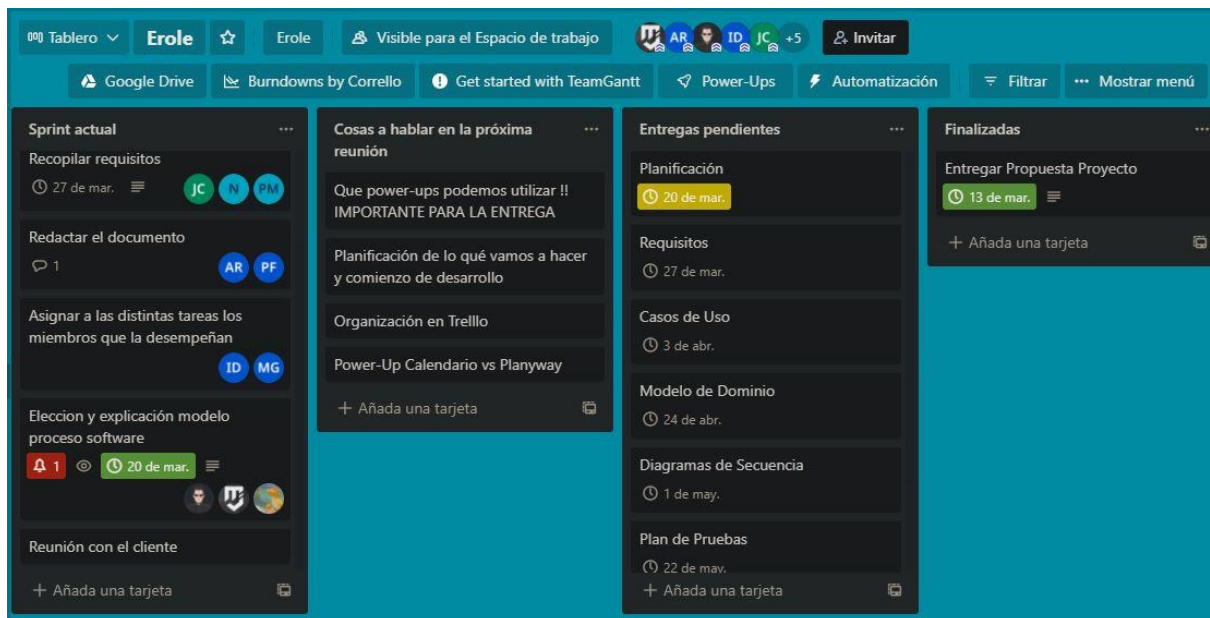 Tablero
Erole
Erole
Visible para el Espacio de trabajo
AR
ID
JC
+5
Invitar
Google Drive
Burndowns by Corrello
Get started with TeamGantt
Power-Ups
Automatización
Filtrar
Mostrar menú
Sprint actual
Recopilar requisitos
27 de mar.
JC N PM
Redactar el documento
1
AR PF
Asignar a las distintas tareas los
miembros que la desempeñan
ID MG
Eleccion y explicación modelo
proceso software
1
20 de mar.
Reunión con el cliente
+ Añada una tarjeta
Cosas a hablar en la próxima
reunión
Que power-ups podemos utilizar !!
IMPORTANTE PARA LA ENTREGA
Planificación de lo qué vamos a hacer
y comienzo de desarrollo
Organización en Trelllo
Power-Up Calendario vs Planyway
+ Añada una tarjeta
Entregas pendientes
Planificación
20 de mar.
Requisitos
27 de mar.
Casos de Uso
3 de abr.
Modelo de Dominio
24 de abr.
Diagramas de Secuencia
1 de may.
Plan de Pruebas
22 de may.
+ Añada una tarjeta
Finalizadas
Entregar Propuesta Proyecto
13 de mar.
+ Añada una tarjeta